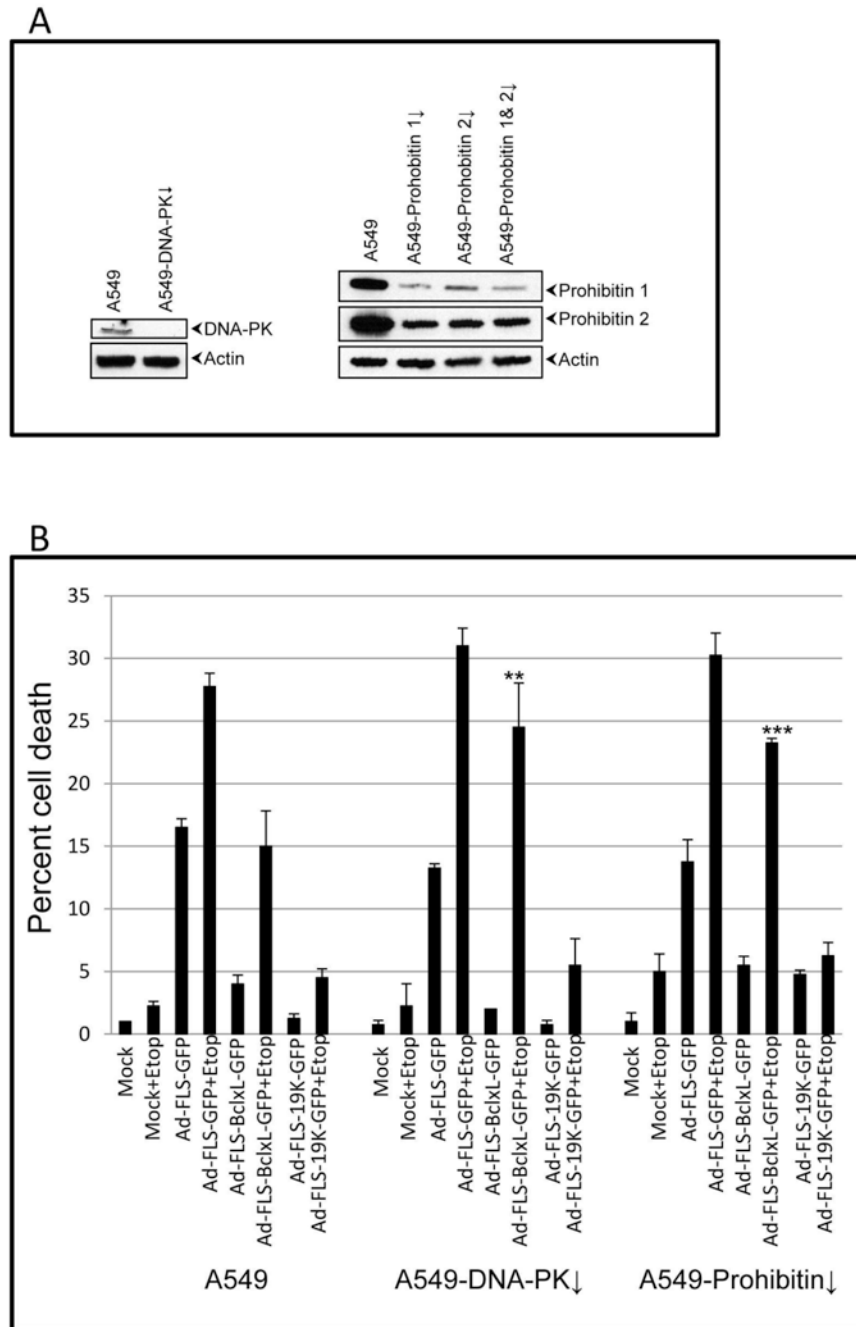 A
A549
A549-DNA-PK↓
DNA-PK
Actin
A549
A549-Prohobitin 1↓
A549-Prohobitin 2↓
A549-Prohobitin 1& 2↓
Prohibitin 1
Prohibitin 2
Actin
B
Percent cell death
35
30
25
20
15
10
5
0
**
***
Mock
Mock+Etop
Ad-FLS-GFP
Ad-FLS-GFP+Etop
Ad-FLS-BclxL-GFP
Ad-FLS-BclxL-GFP+Etop
Ad-FLS-19K-GFP
Ad-FLS-19K-GFP+Etop
Mock
Mock+Etop
Ad-FLS-GFP
Ad-FLS-GFP+Etop
Ad-FLS-BclxL-GFP
Ad-FLS-BclxL-GFP+Etop
Ad-FLS-19K-GFP
Ad-FLS-19K-GFP+Etop
Mock
Mock+Etop
Ad-FLS-GFP
Ad-FLS-GFP+Etop
Ad-FLS-BclxL-GFP
Ad-FLS-BclxL-GFP+Etop
Ad-FLS-19K-GFP
Ad-FLS-19K-GFP+Etop
A549
A549-DNA-PK↓
A549-Prohibitin↓